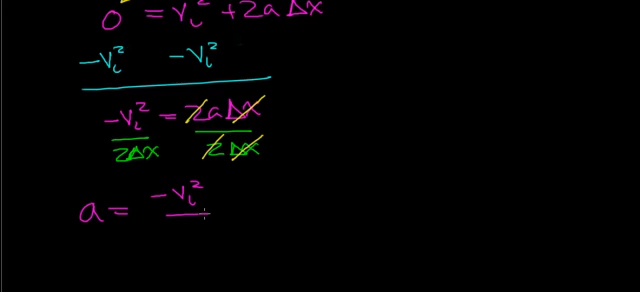 0 = vᵢ² + 2aΔx
-vᵢ² -vᵢ²
-vᵢ² = 2aΔx
2Δx 2Δx
a = -vᵢ²